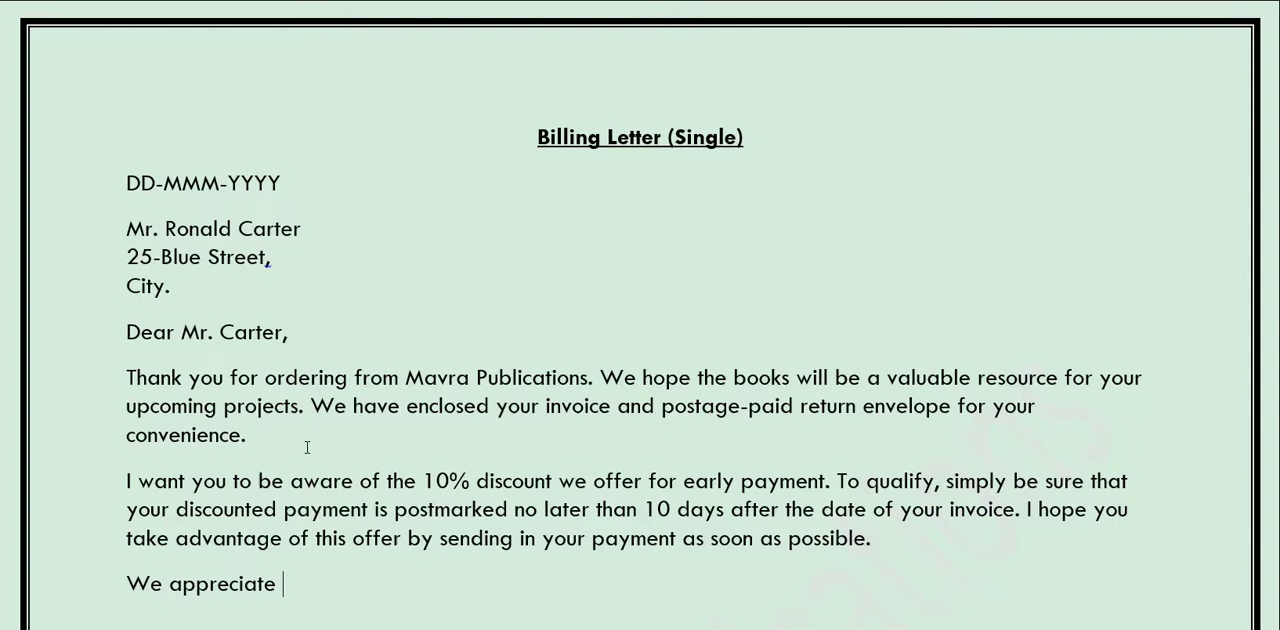 Billing Letter (Single)
DD-MMM-YYYY
Mr. Ronald Carter
25-Blue Street,
City.
Dear Mr. Carter,
Thank you for ordering from Mavra Publications. We hope the books will be a valuable resource for your
upcoming projects. We have enclosed your invoice and postage-paid return envelope for your
convenience.
I want you to be aware of the 10% discount we offer for early payment. To qualify, simply be sure that
your discounted payment is postmarked no later than 10 days after the date of your invoice. I hope you
take advantage of this offer by sending in your payment as soon as possible.
We appreciate